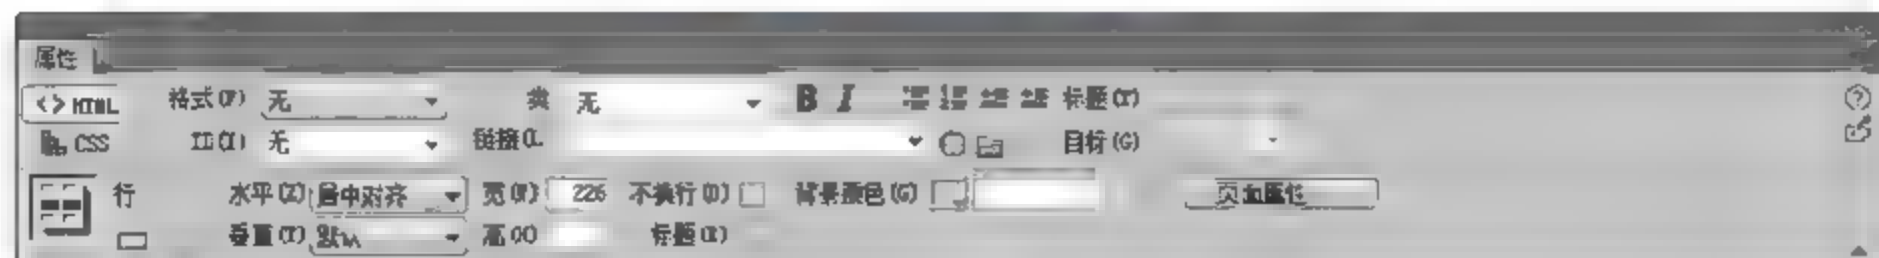 属性
<> HTML 格式(F) 无 类 无 B I 标题(T)
CSS ID(I) 无 链接(L 目标(G)
行 水平(Z) 居中对齐 宽(W) 226 不换行(O) 背景颜色(G) 页面属性
垂直(T) 默认 高(H) 标题(E)